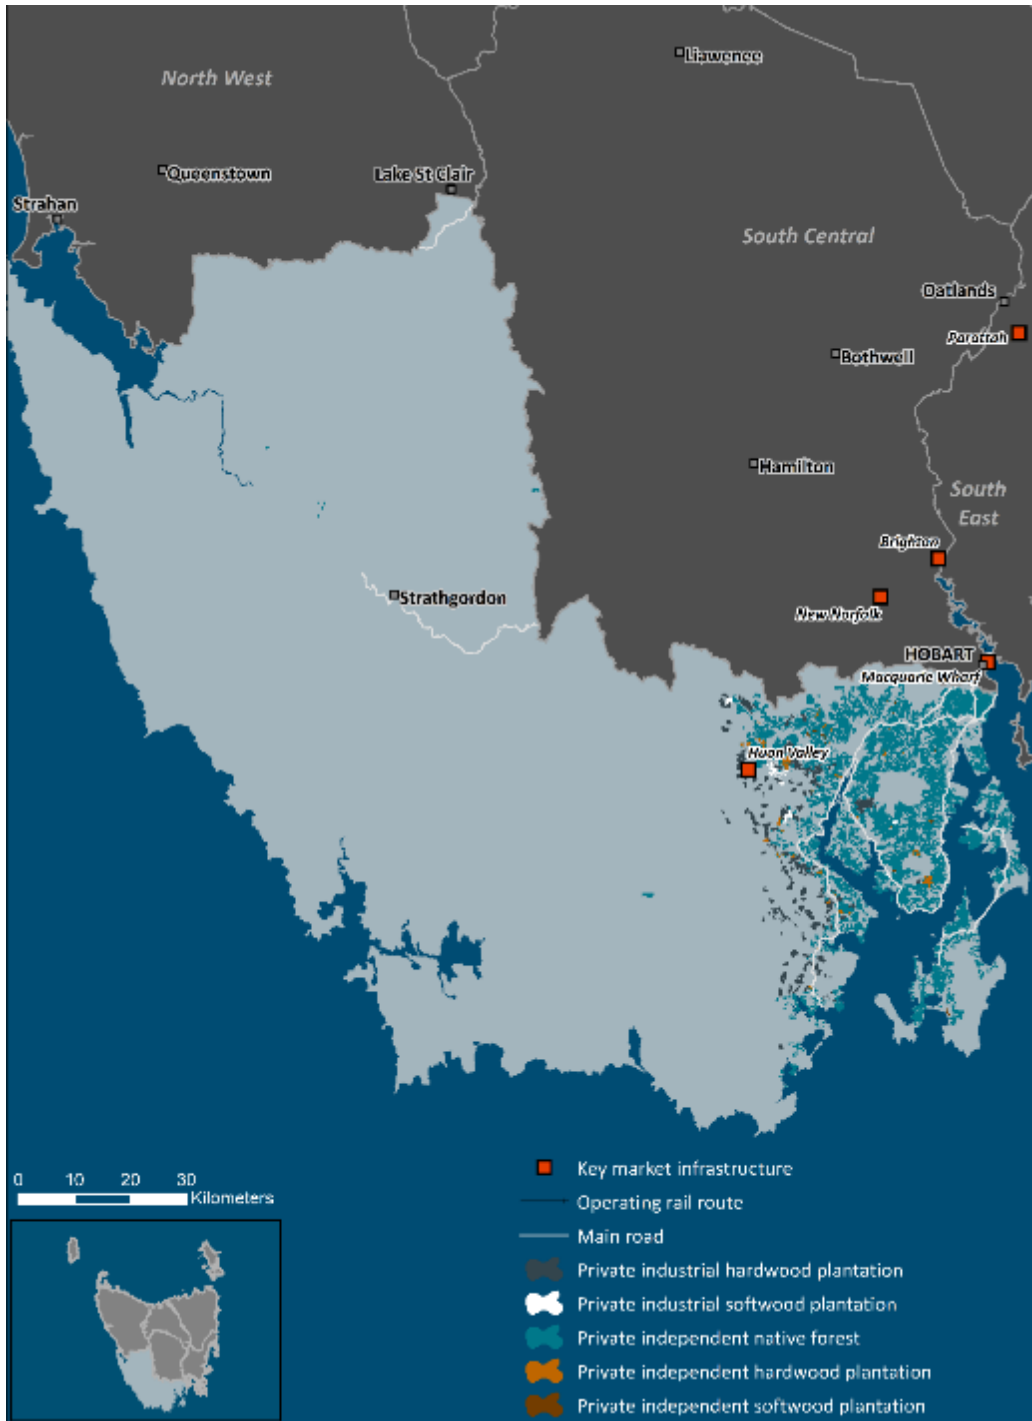 Liawenee
North West
Queenstown
Lake St Clair
Strahan
South Central
Oatlands
Parattah
Bothwell
Hamilton
South
East
Brighton
Strathgordon
New Norfolk
HOBART
Macquarie Wharf
Huon Valley
Key market infrastructure
0 10 20 30
Kilometers
Operating rail route
Main road
Private industrial hardwood plantation
Private industrial softwood plantation
Private independent native forest
Private independent hardwood plantation
Private independent softwood plantation